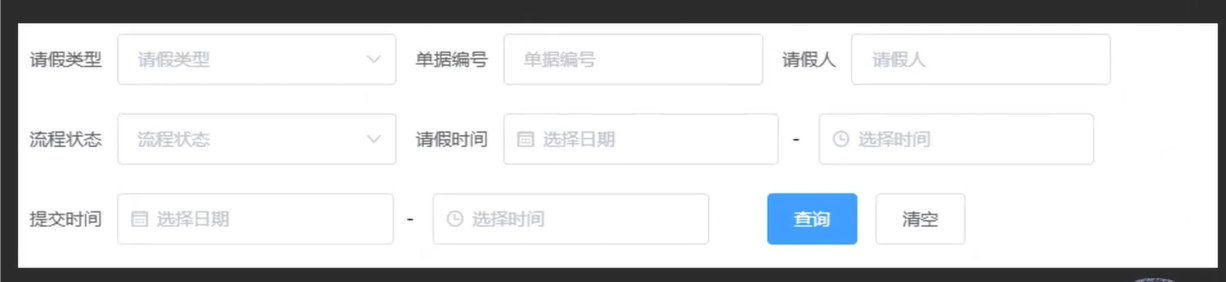 请假类型 请假类型 单据编号 单据编号 请假人 请假人
流程状态 流程状态 请假时间 选择日期 - 选择时间
提交时间 选择日期 - 选择时间 查询 清空